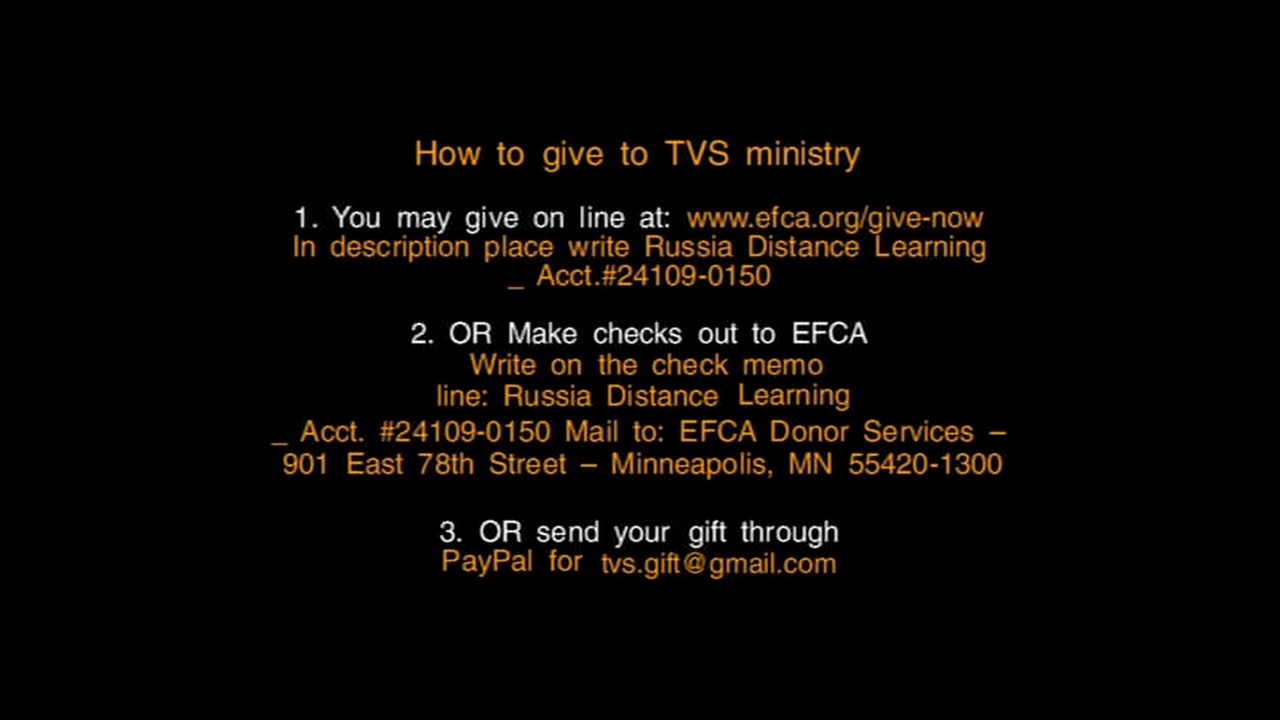 How to give to TVS ministry
1. You may give on line at: www.efca.org/give-now
In description place write Russia Distance Learning
_ Acct.#24109-0150
2. OR Make checks out to EFCA
Write on the check memo
line: Russia Distance Learning
_ Acct. #24109-0150 Mail to: EFCA Donor Services –
901 East 78th Street – Minneapolis, MN 55420-1300
3. OR send your gift through
PayPal for tvs.gift@gmail.com